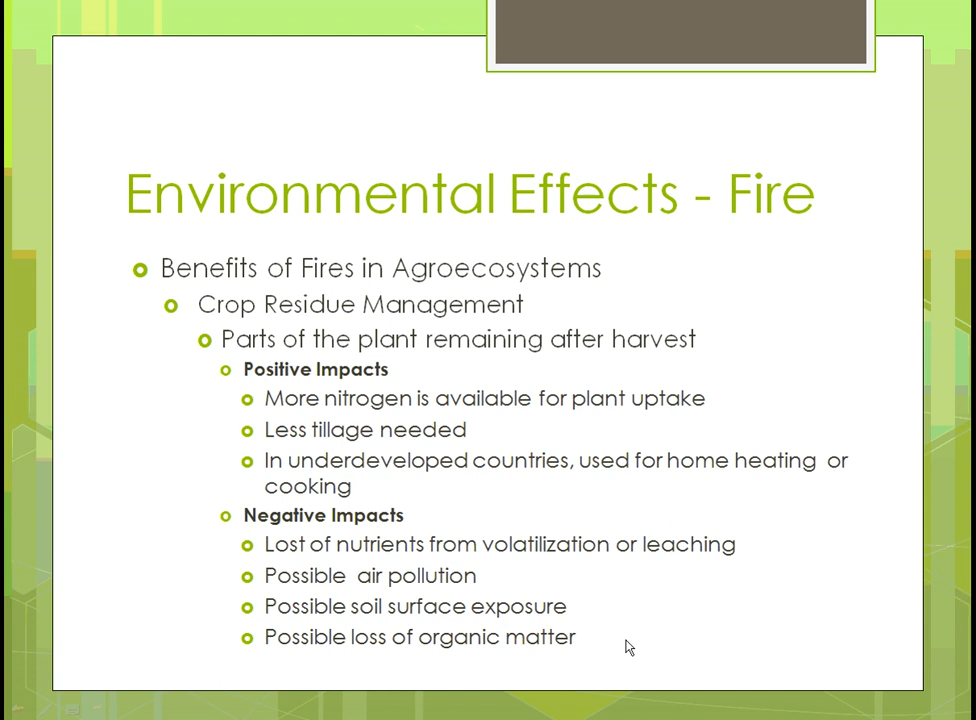 Environmental Effects - Fire
Benefits of Fires in Agroecosystems
Crop Residue Management
Parts of the plant remaining after harvest
Positive Impacts
More nitrogen is available for plant uptake
Less tillage needed
In underdeveloped countries, used for home heating or
cooking
Negative Impacts
Lost of nutrients from volatilization or leaching
Possible air pollution
Possible soil surface exposure
Possible loss of organic matter